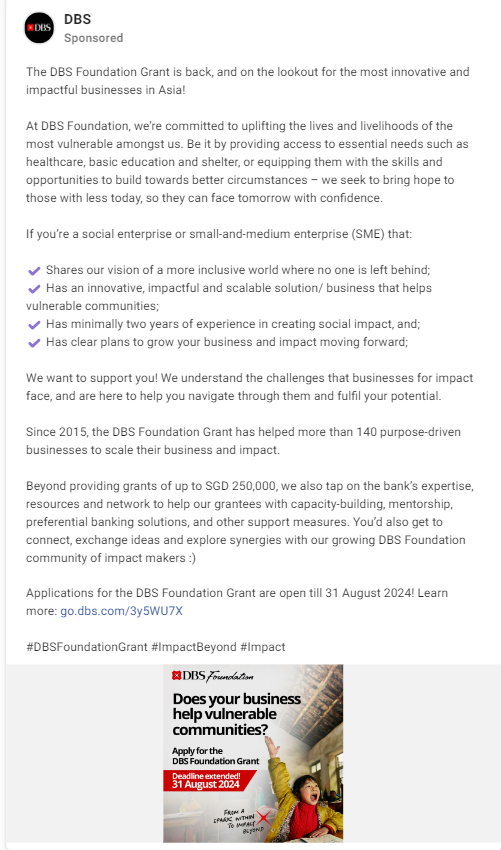 DBS
DBS
Sponsored
The DBS Foundation Grant is back, and on the lookout for the most innovative and
impactful businesses in Asia!
At DBS Foundation, we’re committed to uplifting the lives and livelihoods of the
most vulnerable amongst us. Be it by providing access to essential needs such as
healthcare, basic education and shelter, or equipping them with the skills and
opportunities to build towards better circumstances – we seek to bring hope to
those with less today, so they can face tomorrow with confidence.
If you’re a social enterprise or small-and-medium enterprise (SME) that:
Shares our vision of a more inclusive world where no one is left behind;
Has an innovative, impactful and scalable solution/ business that helps
vulnerable communities;
Has minimally two years of experience in creating social impact, and;
Has clear plans to grow your business and impact moving forward;
We want to support you! We understand the challenges that businesses for impact
face, and are here to help you navigate through them and fulfil your potential.
Since 2015, the DBS Foundation Grant has helped more than 140 purpose-driven
businesses to scale their business and impact.
Beyond providing grants of up to SGD 250,000, we also tap on the bank’s expertise,
resources and network to help our grantees with capacity-building, mentorship,
preferential banking solutions, and other support measures. You’d also get to
connect, exchange ideas and explore synergies with our growing DBS Foundation
community of impact makers :)
Applications for the DBS Foundation Grant are open till 31 August 2024! Learn
more: go.dbs.com/3y5WU7X
#DBSFoundationGrant #ImpactBeyond #Impact
DBS Foundation
Does your business
help vulnerable
communities?
Apply for the
DBS Foundation Grant
Deadline extended!
31 August 2024
FROM A
SPARK WITHIN
TO IMPACT
BEYOND